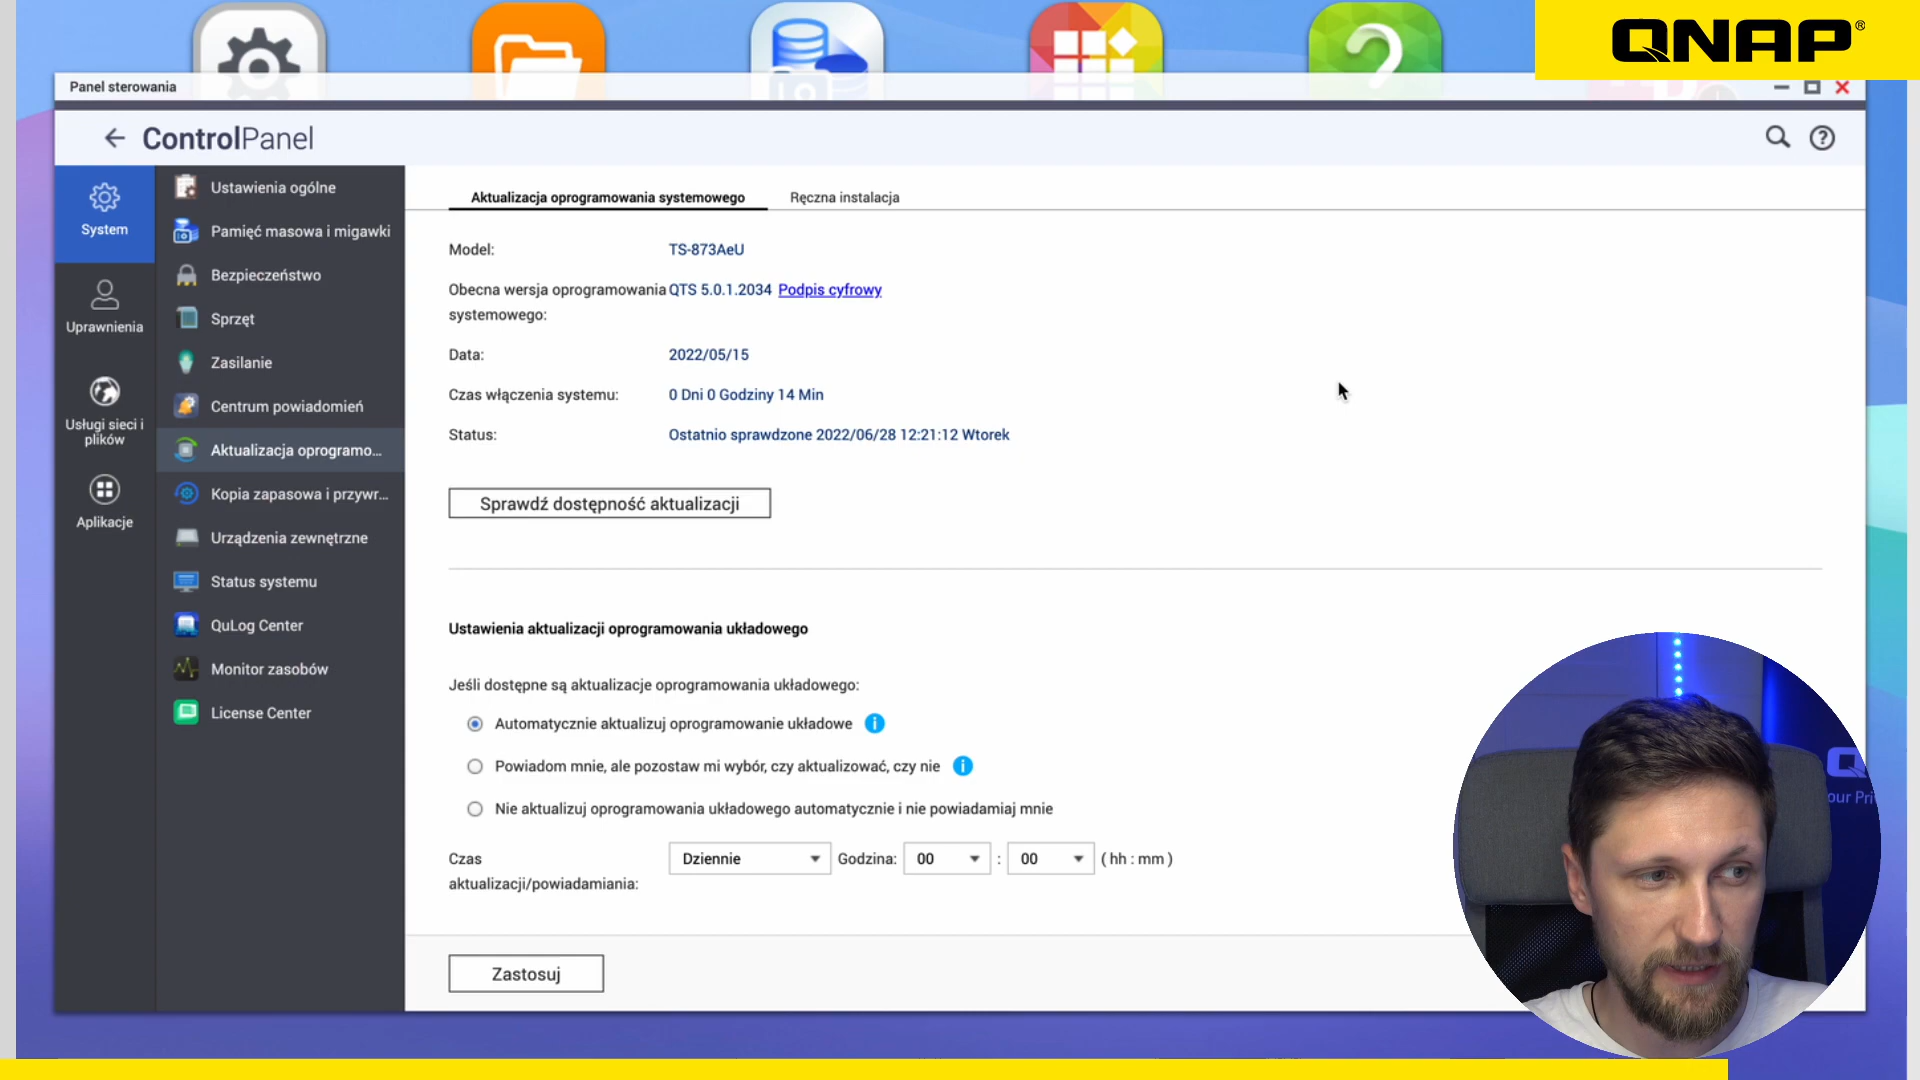 QNAP®
Panel sterowania
ControlPanel
System
Uprawnienia
Usługi sieci i
plików
Aplikacje
Ustawienia ogólne
Pamięć masowa i migawki
Bezpieczeństwo
Sprzęt
Zasilanie
Centrum powiadomień
Aktualizacja oprogramo...
Kopia zapasowa i przywr...
Urządzenia zewnętrzne
Status systemu
QuLog Center
Monitor zasobów
License Center
Aktualizacja oprogramowania systemowego
Ręczna instalacja
Model: TS-873AeU
Obecna wersja oprogramowania QTS 5.0.1.2034 Podpis cyfrowy
systemowego:
Data: 2022/05/15
Czas włączenia systemu: 0 Dni 0 Godziny 14 Min
Status: Ostatnio sprawdzone 2022/06/28 12:21:12 Wtorek
Sprawdź dostępność aktualizacji
Ustawienia aktualizacji oprogramowania układowego
Jeśli dostępne są aktualizacje oprogramowania układowego:
Automatycznie aktualizuj oprogramowanie układowe
Powiadom mnie, ale pozostaw mi wybór, czy aktualizować, czy nie
Nie aktualizuj oprogramowania układowego automatycznie i nie powiadamiaj mnie
Czas Dziennie Godzina: 00 : 00 ( hh : mm )
aktualizacji/powiadamiania:
Zastosuj
our Pri